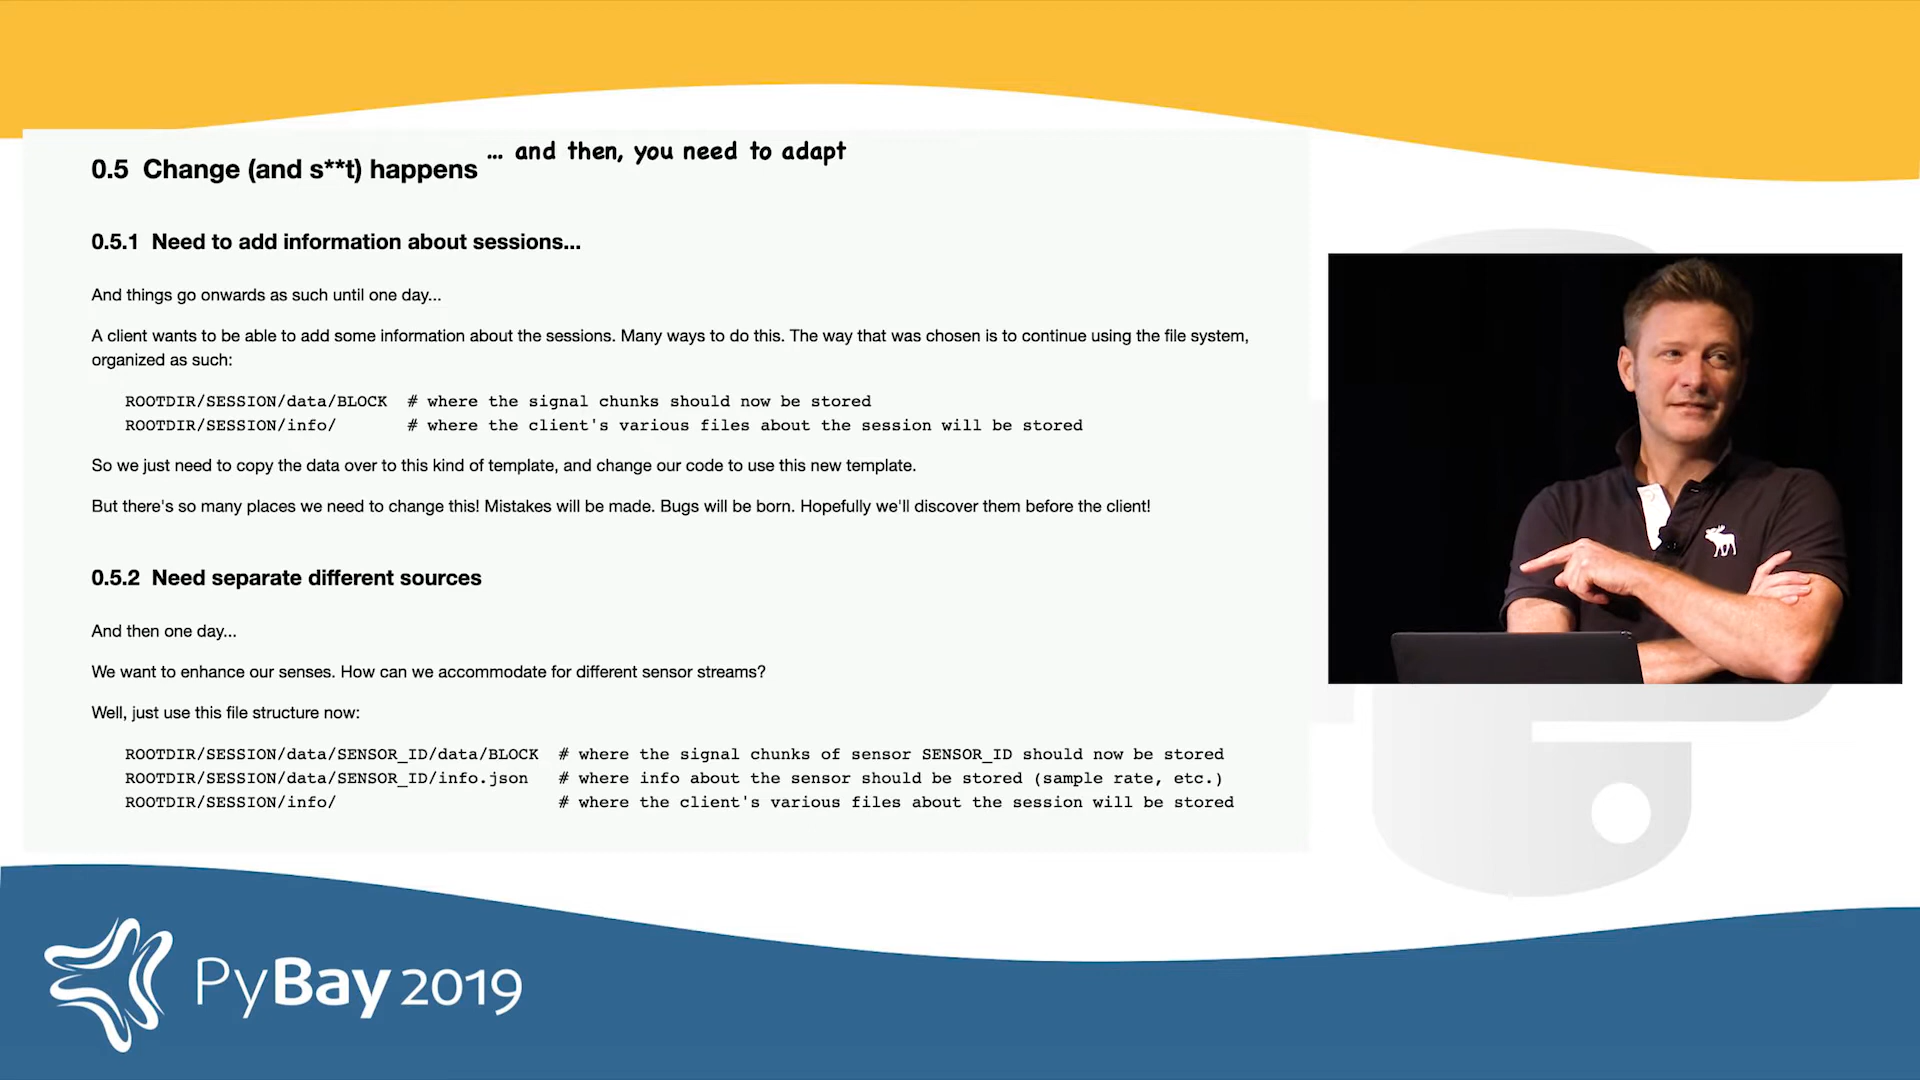 0.5 Change (and s**t) happens ... and then, you need to adapt
0.5.1 Need to add information about sessions...
And things go onwards as such until one day...
A client wants to be able to add some information about the sessions. Many ways to do this. The way that was chosen is to continue using the file system,
organized as such:
ROOTDIR/SESSION/data/BLOCK # where the signal chunks should now be stored
ROOTDIR/SESSION/info/ # where the client's various files about the session will be stored
So we just need to copy the data over to this kind of template, and change our code to use this new template.
But there's so many places we need to change this! Mistakes will be made. Bugs will be born. Hopefully we'll discover them before the client!
0.5.2 Need separate different sources
And then one day...
We want to enhance our senses. How can we accommodate for different sensor streams?
Well, just use this file structure now:
ROOTDIR/SESSION/data/SENSOR_ID/data/BLOCK # where the signal chunks of sensor SENSOR_ID should now be stored
ROOTDIR/SESSION/data/SENSOR_ID/info.json # where info about the sensor should be stored (sample rate, etc.)
ROOTDIR/SESSION/info/ # where the client's various files about the session will be stored
PyBay 2019